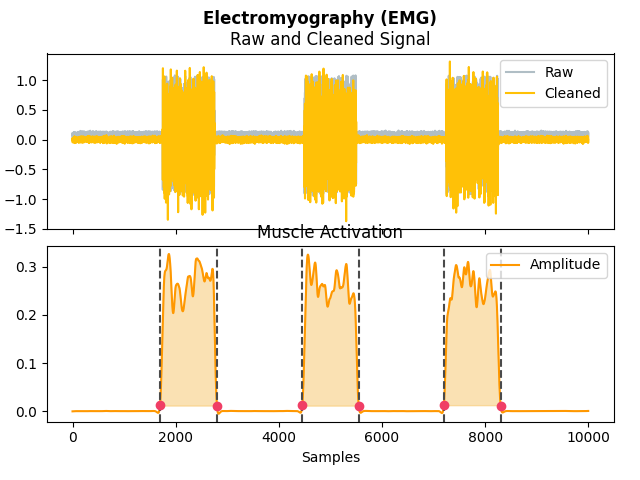 Electromyography (EMG)
Raw and Cleaned Signal
Raw
Cleaned
1.0
0.5
0.0
−0.5
−1.0
−1.5
Muscle Activation
Amplitude
0.3
0.2
0.1
0.0
0 2000 4000 6000 8000 10000
Samples